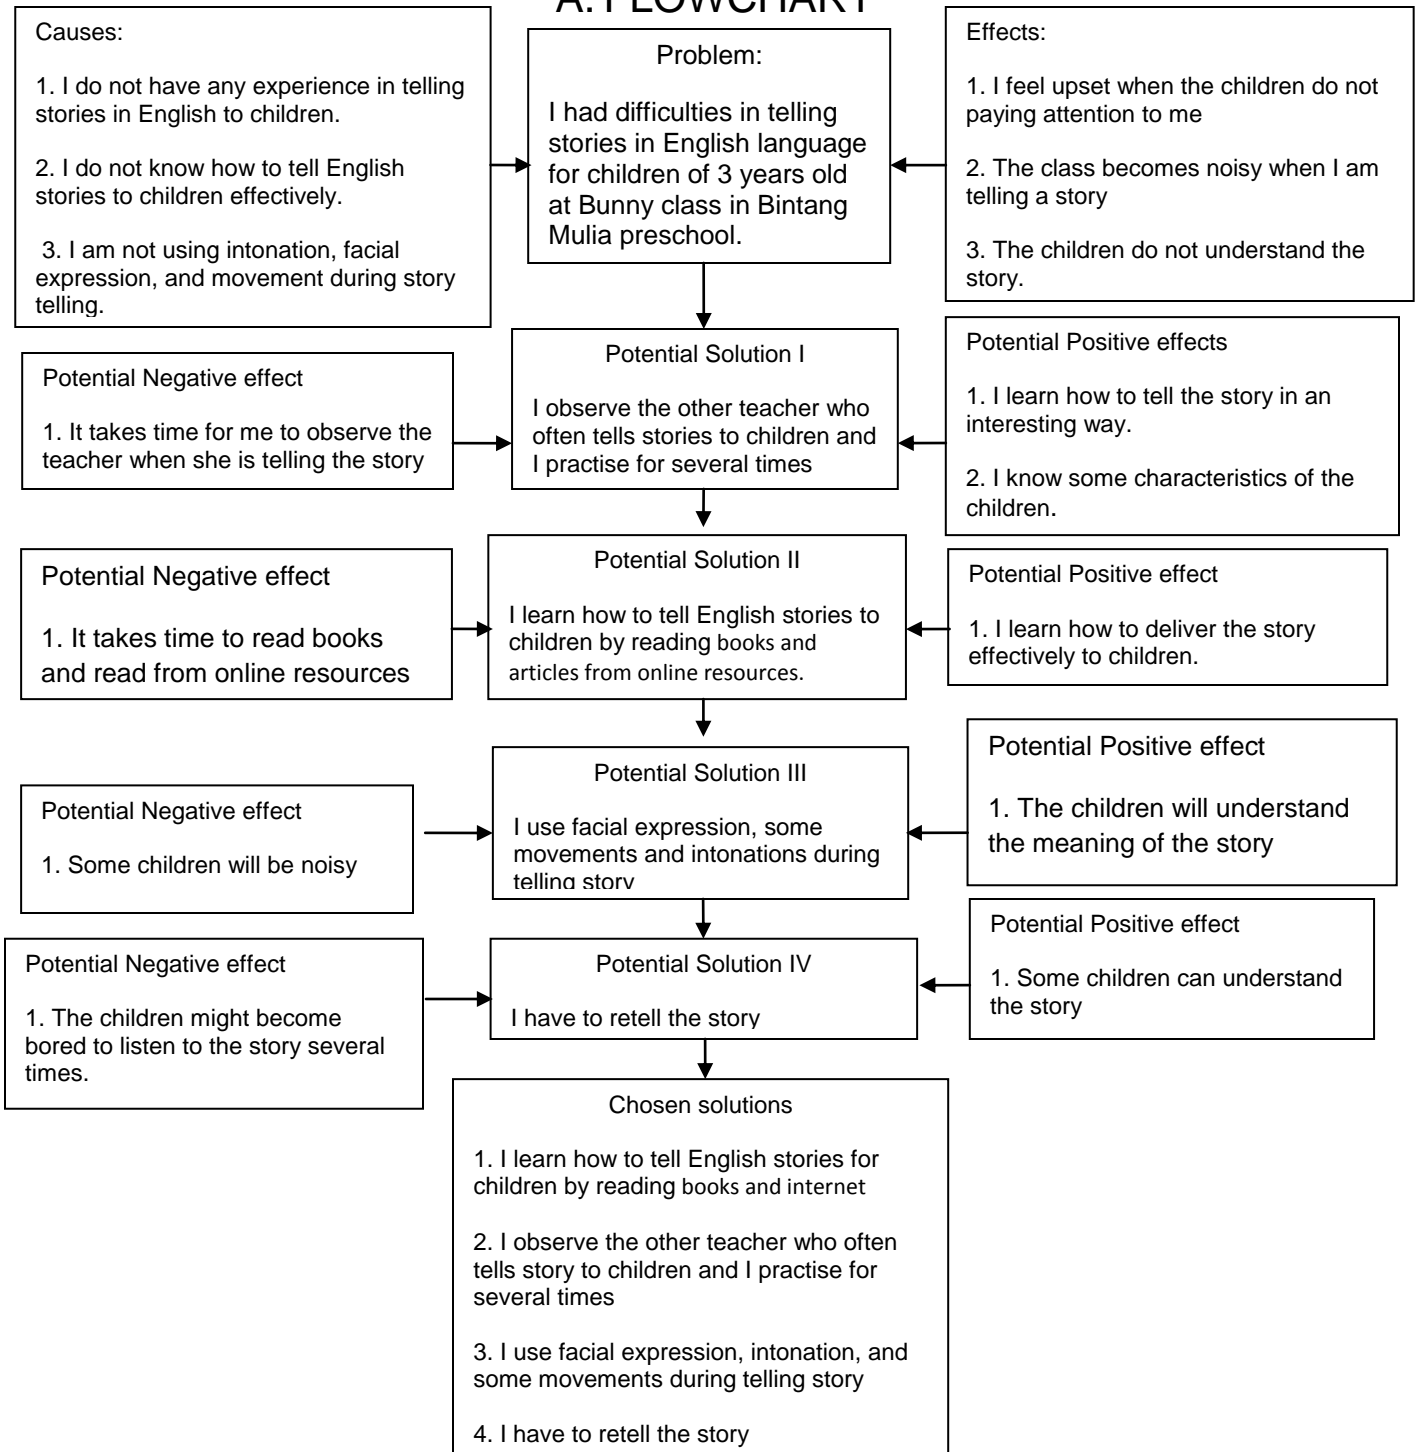 A. FLOWCHART
Causes:
1. I do not have any experience in telling
stories in English to children.
2. I do not know how to tell English
stories to children effectively.
3. I am not using intonation, facial
expression, and movement during story
telling.
Problem:
I had difficulties in telling
stories in English language
for children of 3 years old
at Bunny class in Bintang
Mulia preschool.
Effects:
1. I feel upset when the children do not
paying attention to me
2. The class becomes noisy when I am
telling a story
3. The children do not understand the
story.
Potential Negative effect
1. It takes time for me to observe the
teacher when she is telling the story
Potential Solution I
I observe the other teacher who
often tells stories to children and
I practise for several times
Potential Positive effects
1. I learn how to tell the story in an
interesting way.
2. I know some characteristics of the
children.
Potential Negative effect
1. It takes time to read books
and read from online resources
Potential Solution II
I learn how to tell English stories to
children by reading books and
articles from online resources.
Potential Positive effect
1. I learn how to deliver the story
effectively to children.
Potential Negative effect
1. Some children will be noisy
Potential Solution III
I use facial expression, some
movements and intonations during
telling story
Potential Positive effect
1. The children will understand
the meaning of the story
Potential Negative effect
1. The children might become
bored to listen to the story several
times.
Potential Solution IV
I have to retell the story
Potential Positive effect
1. Some children can understand
the story
Chosen solutions
1. I learn how to tell English stories for
children by reading books and internet
2. I observe the other teacher who often
tells story to children and I practise for
several times
3. I use facial expression, intonation, and
some movements during telling story
4. I have to retell the story